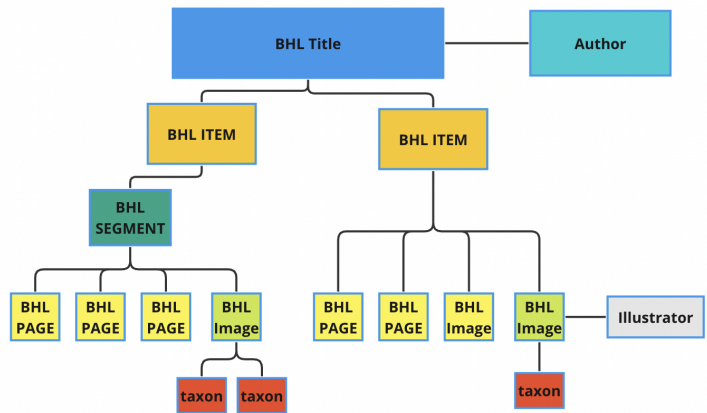 BHL Title
Author
BHL ITEM
BHL ITEM
BHL
SEGMENT
BHL
PAGE
BHL
PAGE
BHL
PAGE
BHL
Image
BHL
PAGE
BHL
PAGE
BHL
Image
BHL
Image
Illustrator
taxon
taxon
taxon